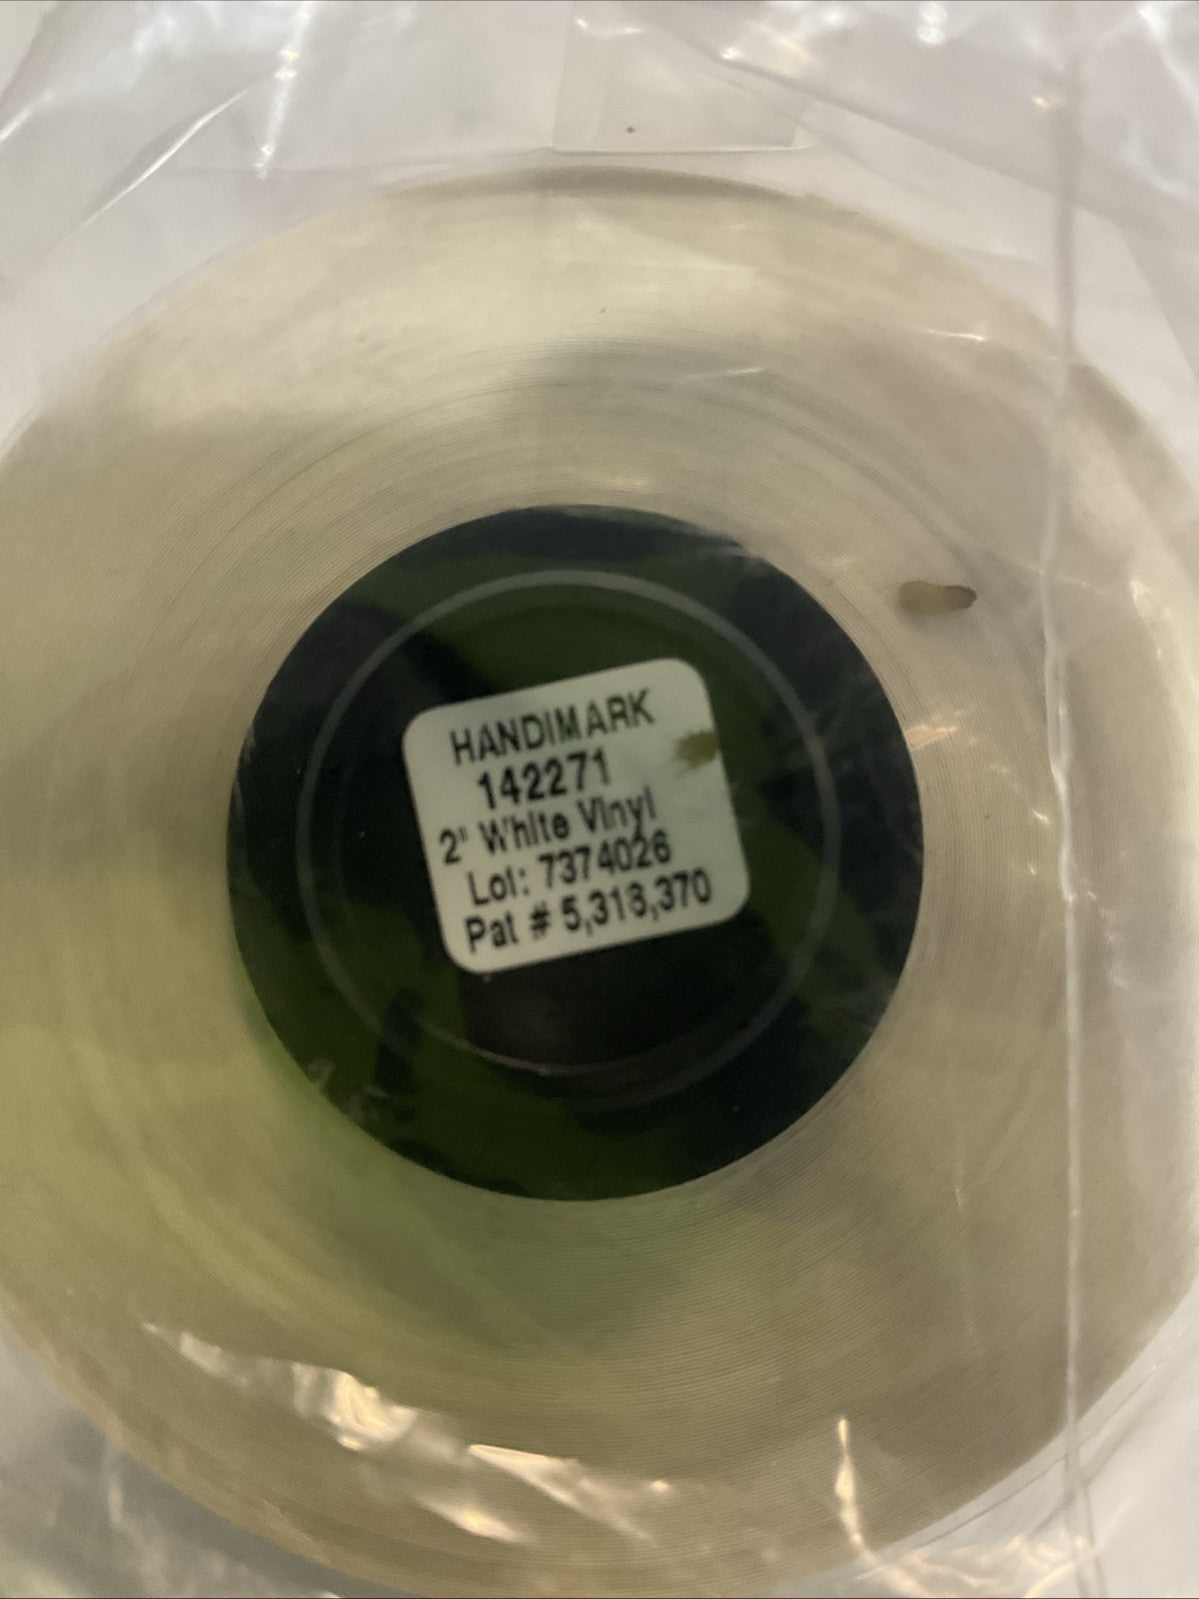 HANDIMARK
142271
2" White Vinyl
Lot: 7374026
Pat # 5,318,370